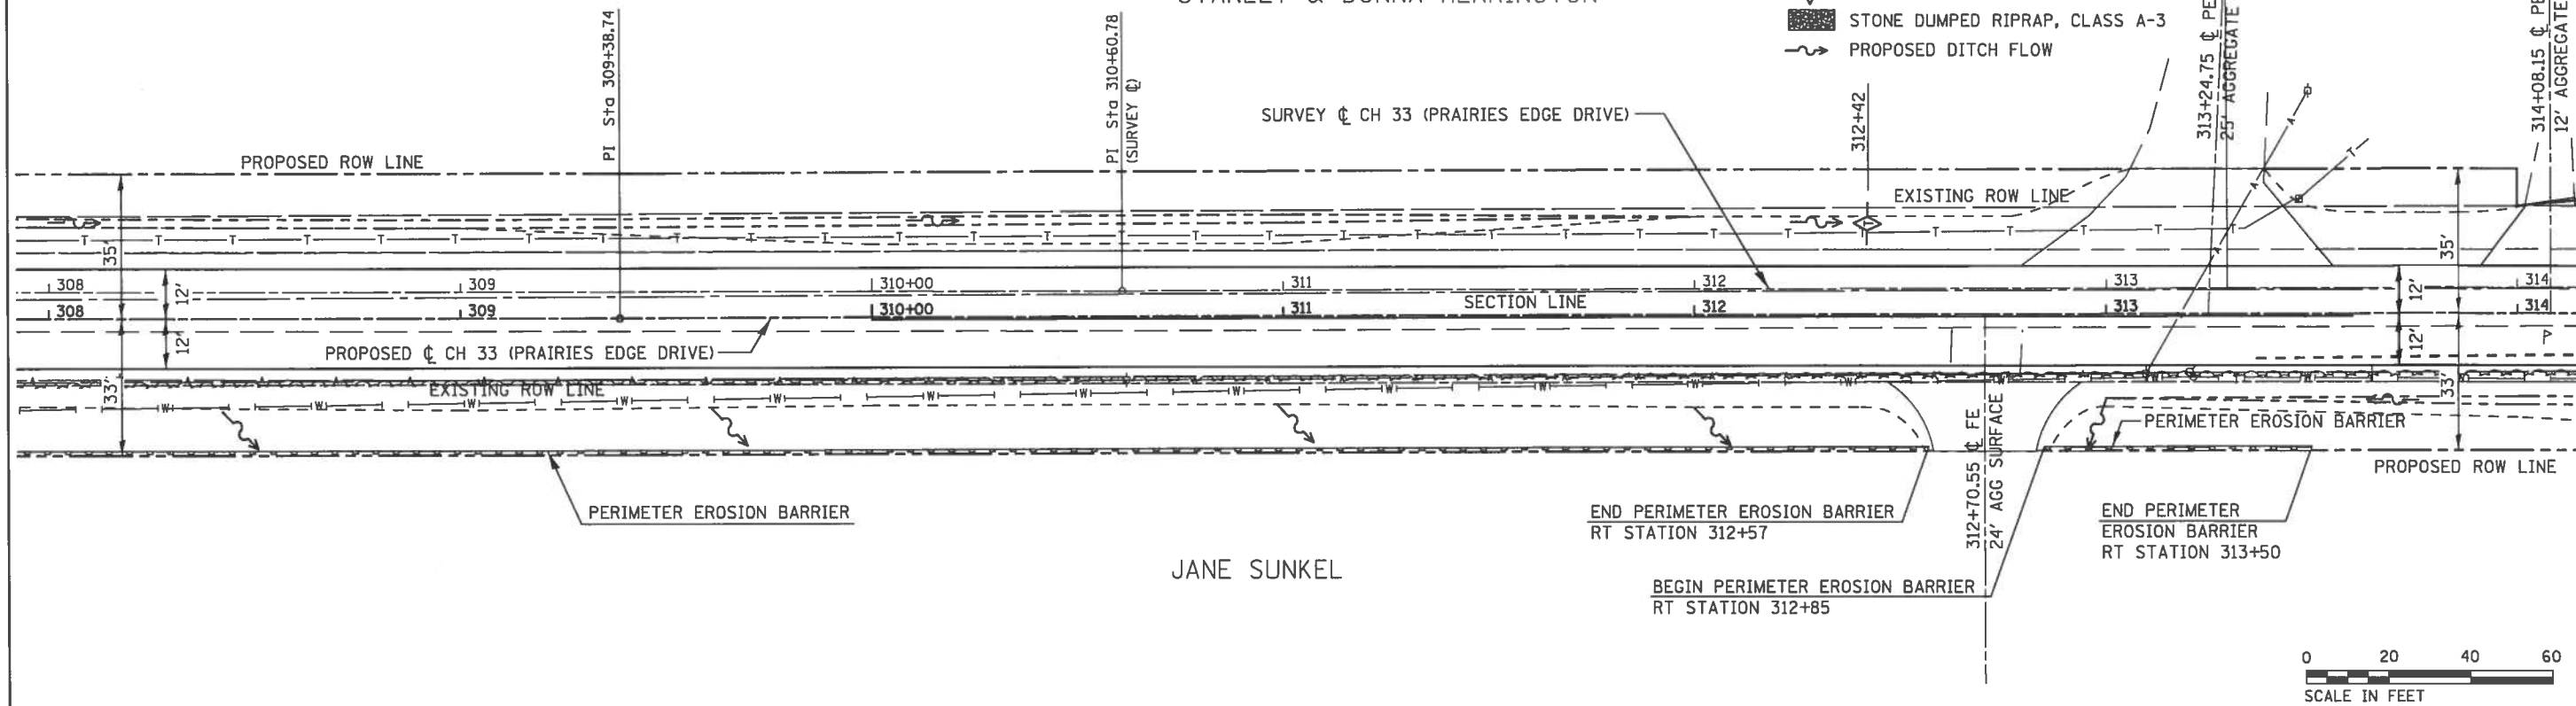 STONE DUMPED RIPRAP, CLASS A-3
PROPOSED DITCH FLOW
PI Sta 309+38.74
PI Sta 310+60.78
(SURVEY ℄)
SURVEY ℄ CH 33 (PRAIRIES EDGE DRIVE)
312+42
313+24.75 ℄ PE
25' AGGREGATE
314+08.15 ℄ PE
12' AGGREGATE
PROPOSED ROW LINE
EXISTING ROW LINE
35'
35'
T T T T T T T T T T T T T T T T T T T T T T T T T T T T T T
308 309 310+00 311 312 313 314
SECTION LINE
308 309 310+00 311 312 313 314
12'
12'
12'
12'
PROPOSED ℄ CH 33 (PRAIRIES EDGE DRIVE)
EXISTING ROW LINE
W W W W W W W W W W W W
33'
33'
PERIMETER EROSION BARRIER
PROPOSED ROW LINE
PERIMETER EROSION BARRIER
END PERIMETER EROSION BARRIER
RT STATION 312+57
312+70.55 ℄ FE
24' AGG SURFACE
END PERIMETER
EROSION BARRIER
RT STATION 313+50
JANE SUNKEL
BEGIN PERIMETER EROSION BARRIER
RT STATION 312+85
0 20 40 60
SCALE IN FEET